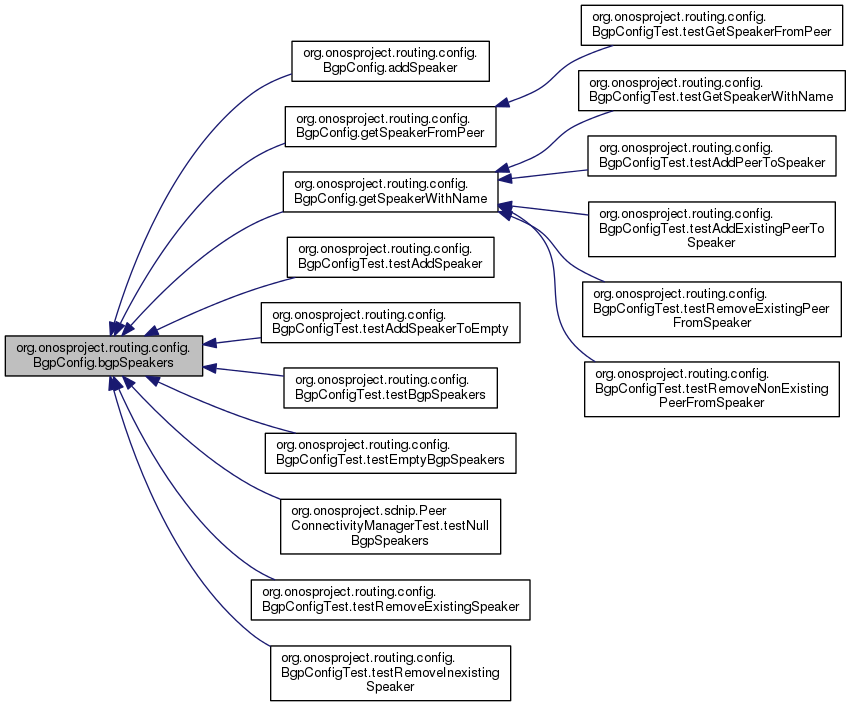 org.onosproject.routing.config.
BgpConfig.bgpSpeakers
org.onosproject.routing.config.
BgpConfig.addSpeaker
org.onosproject.routing.config.
BgpConfig.getSpeakerFromPeer
org.onosproject.routing.config.
BgpConfig.getSpeakerWithName
org.onosproject.routing.config.
BgpConfigTest.testAddSpeaker
org.onosproject.routing.config.
BgpConfigTest.testAddSpeakerToEmpty
org.onosproject.routing.config.
BgpConfigTest.testBgpSpeakers
org.onosproject.routing.config.
BgpConfigTest.testEmptyBgpSpeakers
org.onosproject.sdnip.Peer
ConnectivityManagerTest.testNull
BgpSpeakers
org.onosproject.routing.config.
BgpConfigTest.testRemoveExistingSpeaker
org.onosproject.routing.config.
BgpConfigTest.testRemoveInexisting
Speaker
org.onosproject.routing.config.
BgpConfigTest.testGetSpeakerFromPeer
org.onosproject.routing.config.
BgpConfigTest.testGetSpeakerWithName
org.onosproject.routing.config.
BgpConfigTest.testAddPeerToSpeaker
org.onosproject.routing.config.
BgpConfigTest.testAddExistingPeerTo
Speaker
org.onosproject.routing.config.
BgpConfigTest.testRemoveExistingPeer
FromSpeaker
org.onosproject.routing.config.
BgpConfigTest.testRemoveNonExisting
PeerFromSpeaker